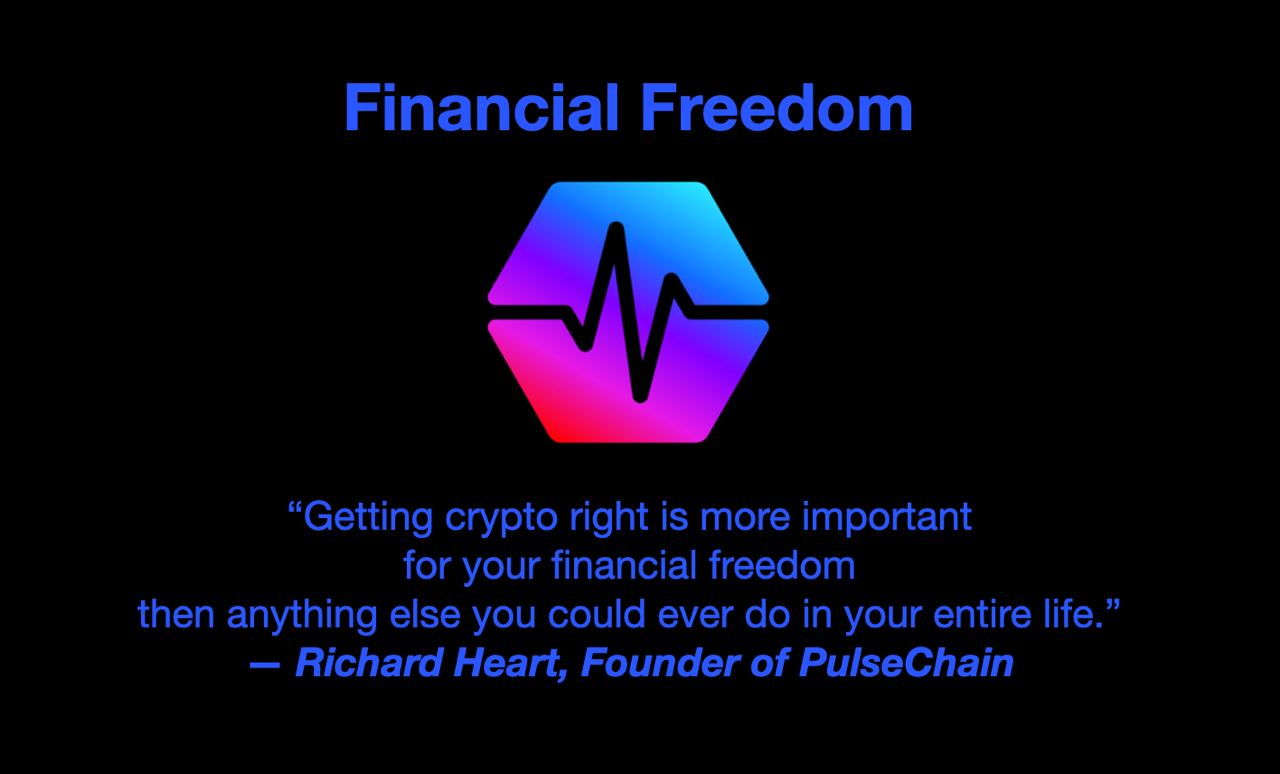 Financial Freedom
“Getting crypto right is more important
for your financial freedom
then anything else you could ever do in your entire life.”
— Richard Heart, Founder of PulseChain